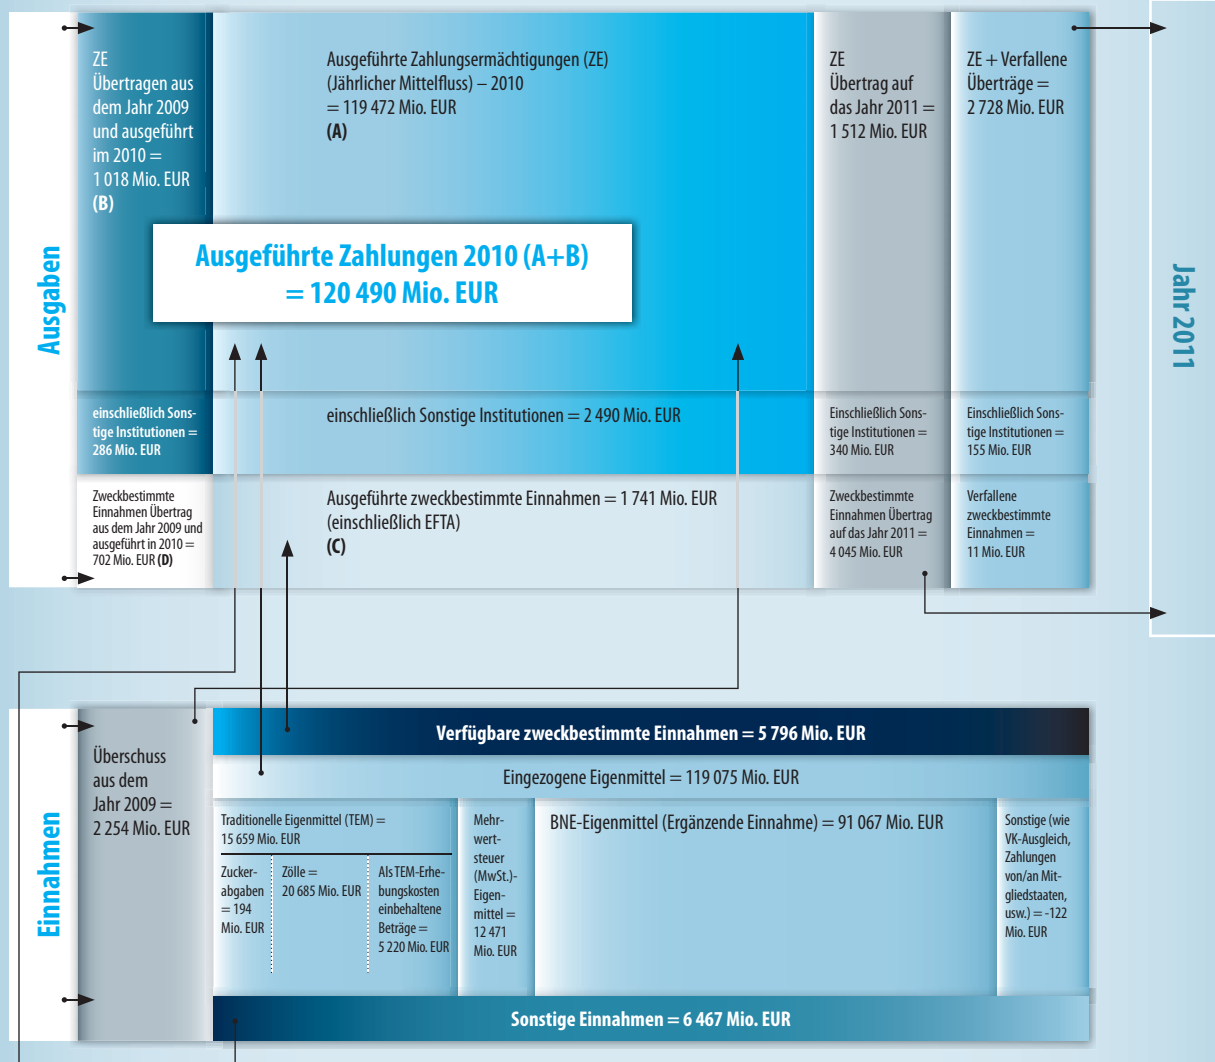 Ausgaben
ZE
Übertragen aus
dem Jahr 2009
und ausgeführt
im 2010 =
1 018 Mio. EUR
(B)
Ausgeführte Zahlungsermächtigungen (ZE)
(Jährlicher Mittelfluss) – 2010
= 119 472 Mio. EUR
(A)
ZE
Übertrag auf
das Jahr 2011 =
1 512 Mio. EUR
ZE + Verfallene
Überträge =
2 728 Mio. EUR
Ausgeführte Zahlungen 2010 (A+B)
= 120 490 Mio. EUR
Jahr 2011
einschließlich Sons-
tige Institutionen =
286 Mio. EUR
einschließlich Sonstige Institutionen = 2 490 Mio. EUR
Einschließlich Sons-
tige Institutionen =
340 Mio. EUR
Einschließlich Sons-
tige Institutionen =
155 Mio. EUR
Zweckbestimmte
Einnahmen Übertrag
aus dem Jahr 2009 und
ausgeführt in 2010 =
702 Mio. EUR (D)
Ausgeführte zweckbestimmte Einnahmen = 1 741 Mio. EUR
(einschließlich EFTA)
(C)
Zweckbestimmte
Einnahmen Übertrag
auf das Jahr 2011 =
4 045 Mio. EUR
Verfallene
zweckbestimmte
Einnahmen =
11 Mio. EUR
Einnahmen
Überschuss
aus dem
Jahr 2009 =
2 254 Mio. EUR
Verfügbare zweckbestimmte Einnahmen = 5 796 Mio. EUR
Eingezogene Eigenmittel = 119 075 Mio. EUR
Traditionelle Eigenmittel (TEM) =
15 659 Mio. EUR
Zucker-
abgaben
= 194
Mio. EUR
Zölle =
20 685 Mio. EUR
Als TEM-Erhe-
bungskosten
einbehaltene
Beträge =
5 220 Mio. EUR
Mehr-
wert-
steuer
(MwSt.)-
Eigen-
mittel =
12 471
Mio. EUR
BNE-Eigenmittel (Ergänzende Einnahme) = 91 067 Mio. EUR
Sonstige (wie
VK-Ausgleich,
Zahlungen
von/an Mit-
gliedstaaten,
usw.) = -122
Mio. EUR
Sonstige Einnahmen = 6 467 Mio. EUR